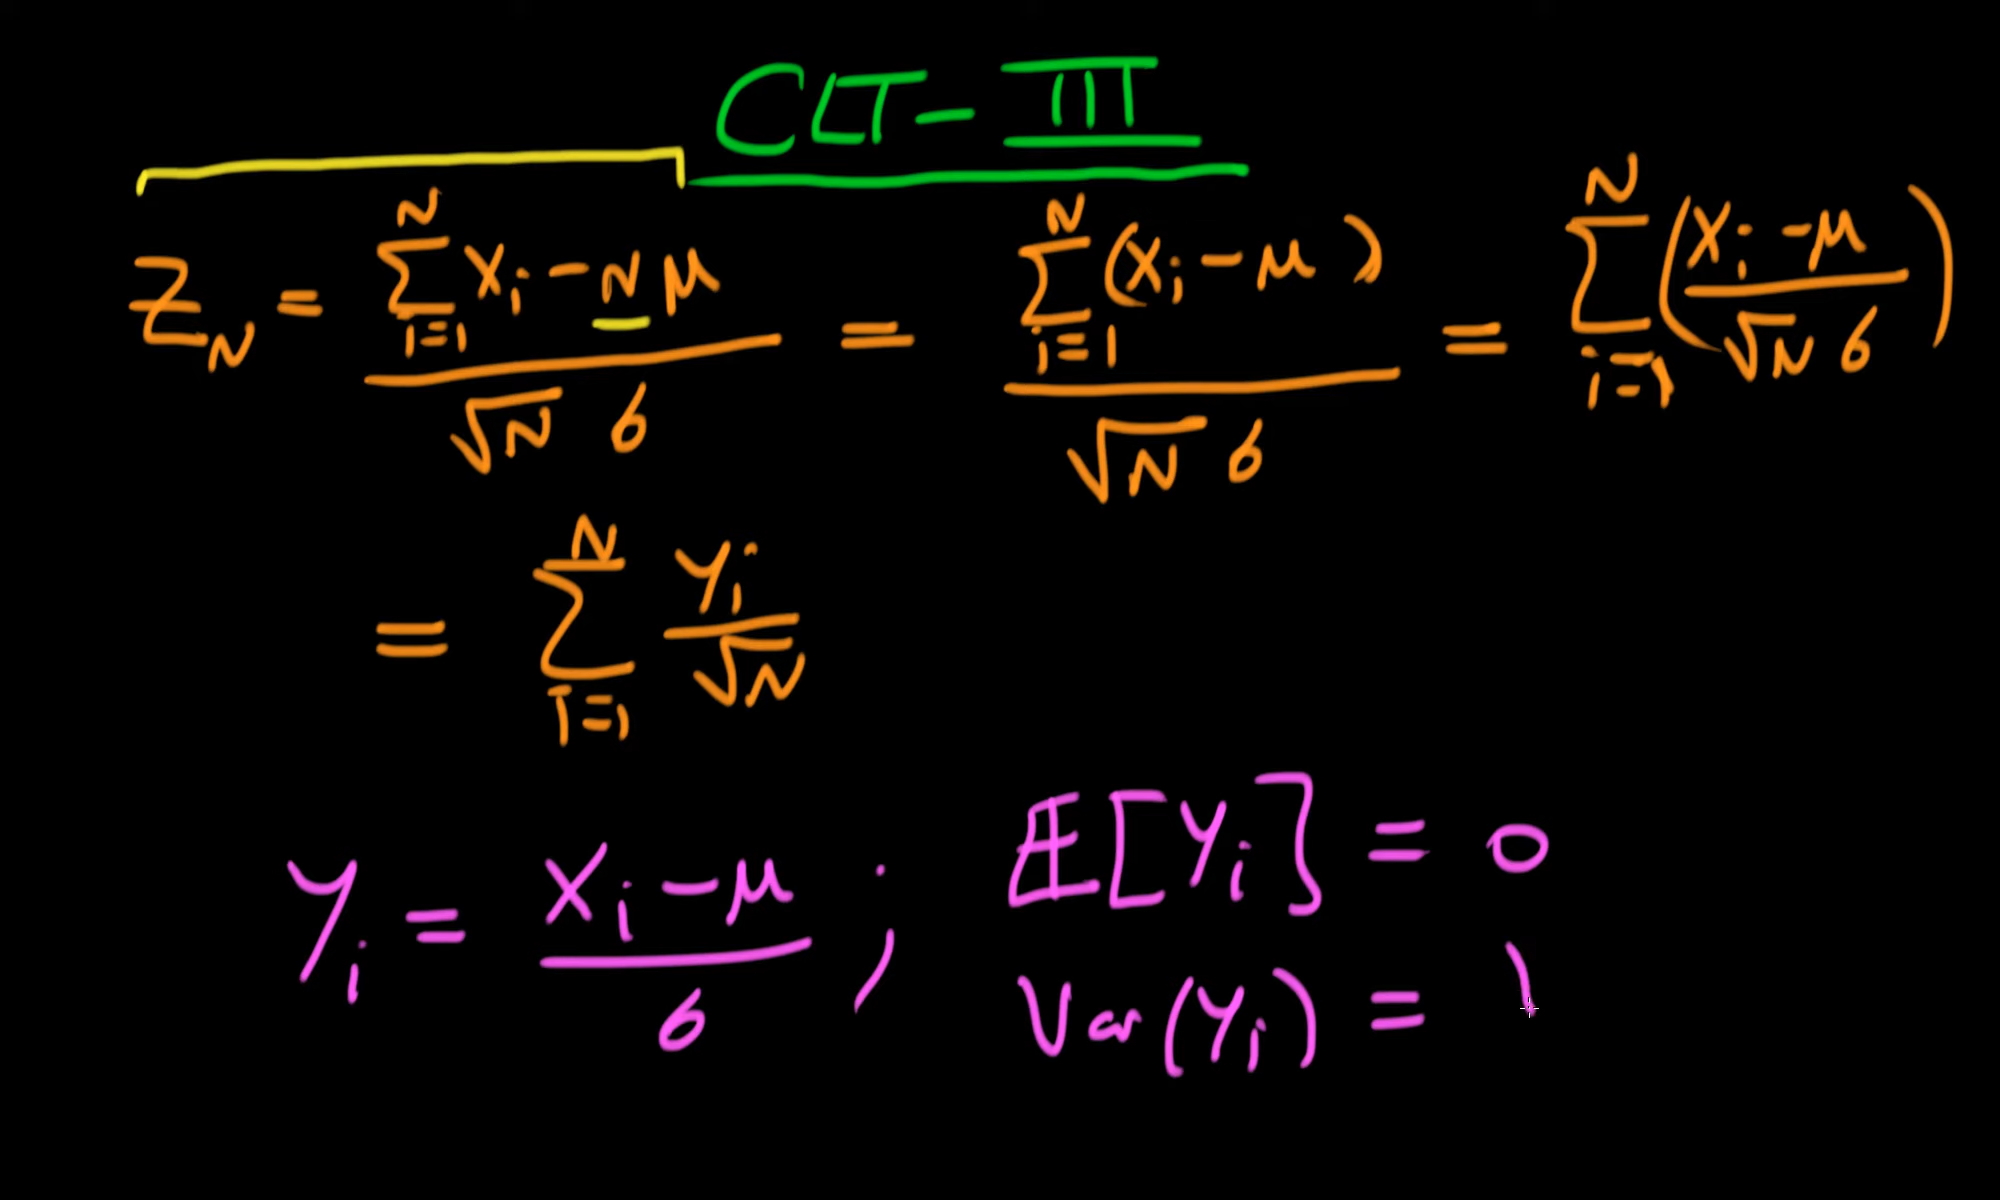 CLT-III
Z_N = (∑_{i=1}^{N} X_i - Nμ) / (√N σ) = (∑_{i=1}^{N} (X_i - μ)) / (√N σ) = ∑_{i=1}^{N} ((X_i - μ) / (√N σ))
= ∑_{i=1}^{N} Y_i / √N
Y_i = (X_i - μ) / σ ; 𝔼[Y_i] = 0
Var(Y_i) = 1